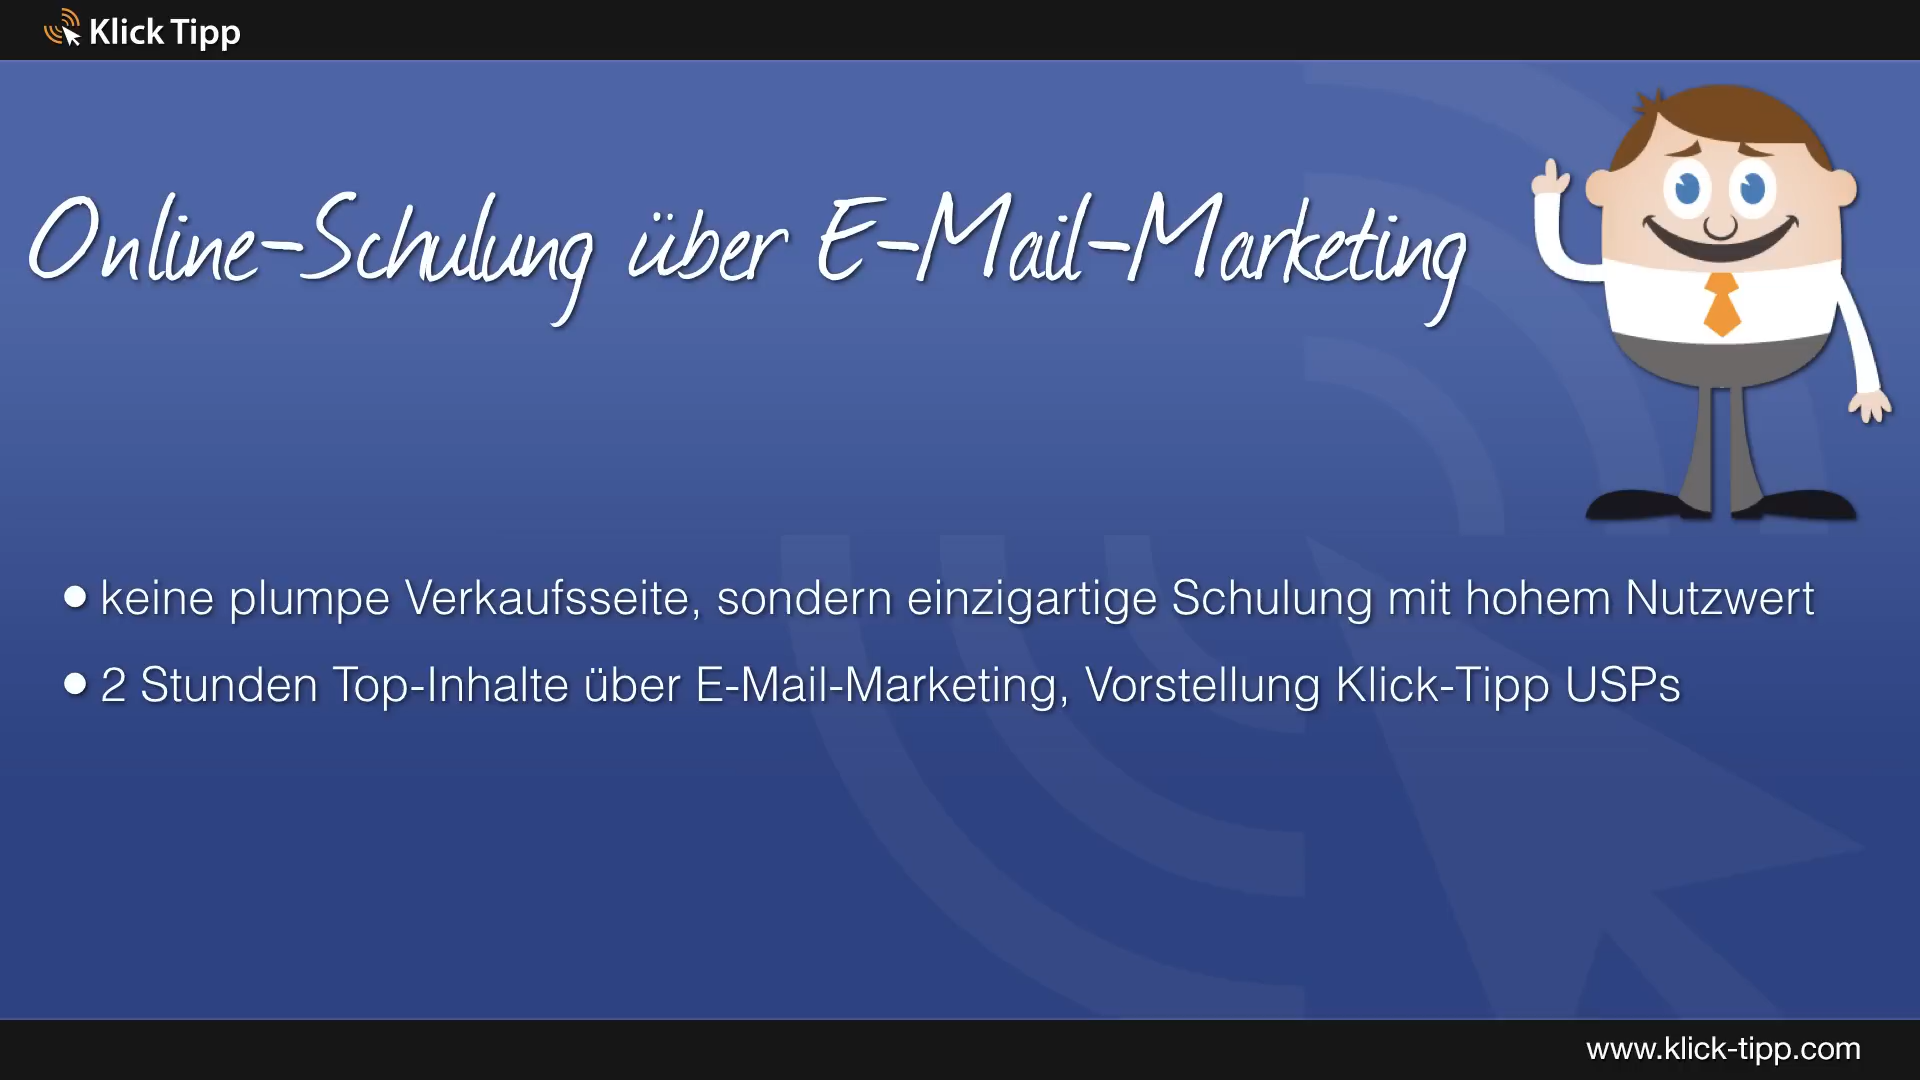 Klick Tipp
Online-Schulung über E-Mail-Marketing
• keine plumpe Verkaufsseite, sondern einzigartige Schulung mit hohem Nutzwert
• 2 Stunden Top-Inhalte über E-Mail-Marketing, Vorstellung Klick-Tipp USPs
www.klick-tipp.com